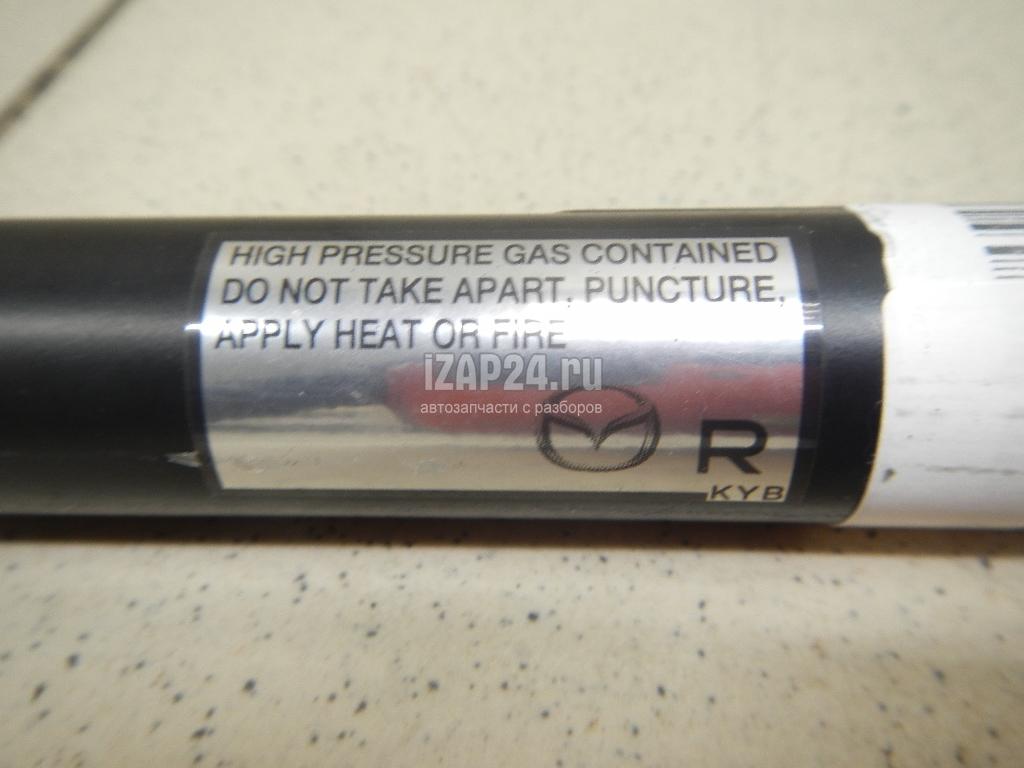 HIGH PRESSURE GAS CONTAINED
DO NOT TAKE APART, PUNCTURE,
APPLY HEAT OR FIRE
iZAP24.ru
автозапчасти с разборов
R
KYB